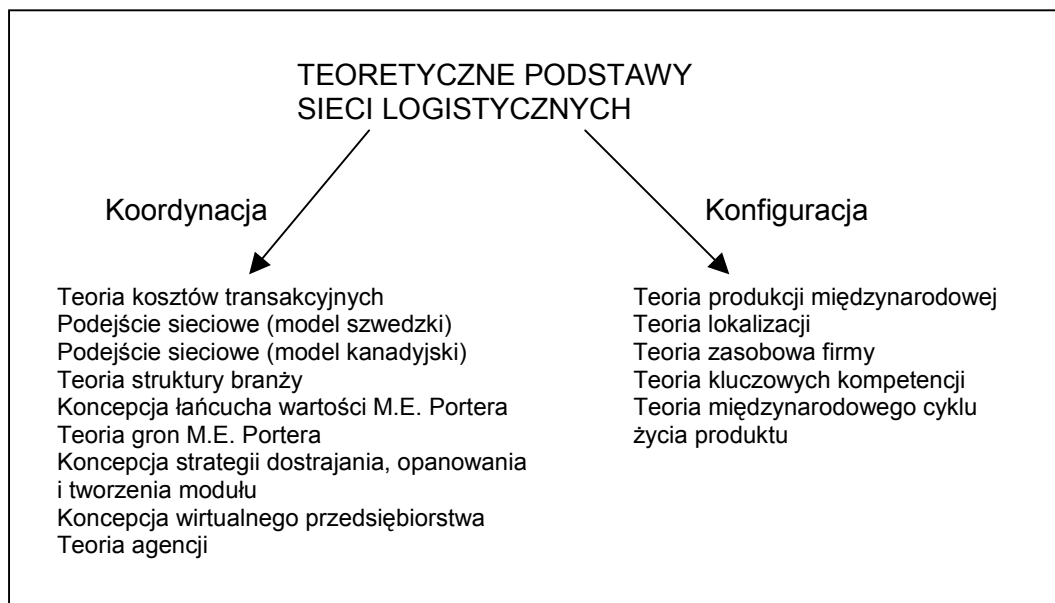 TEORETYCZNE PODSTAWY
SIECI LOGISTYCZNYCH
Koordynacja
Konfiguracja
Teoria kosztów transakcyjnych
Podejście sieciowe (model szwedzki)
Podejście sieciowe (model kanadyjski)
Teoria struktury branży
Koncepcja łańcucha wartości M.E. Portera
Teoria gron M.E. Portera
Koncepcja strategii dostrajania, opanowania
i tworzenia modułu
Koncepcja wirtualnego przedsiębiorstwa
Teoria agencji
Teoria produkcji międzynarodowej
Teoria lokalizacji
Teoria zasobowa firmy
Teoria kluczowych kompetencji
Teoria międzynarodowego cyklu
życia produktu